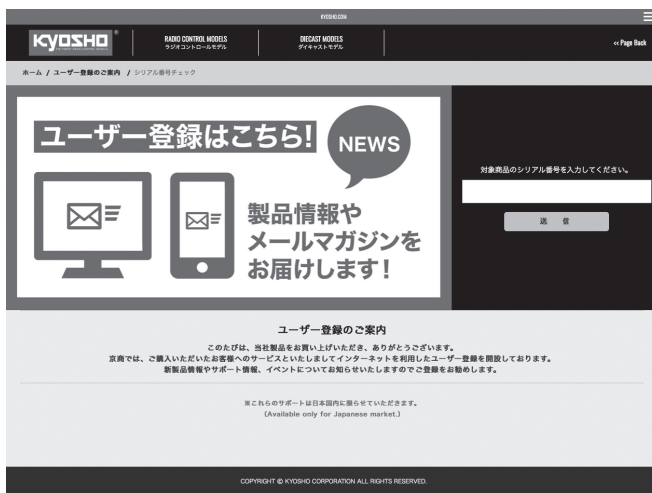 KYOSHO.COM
KYOSHO®
RADIO CONTROL MODELS
ラジオコントロールモデル
DIECAST MODELS
ダイキャストモデル
<< Page Back
ホーム / ユーザー登録のご案内 / シリアル番号チェック
ユーザー登録はこちら!
NEWS
製品情報や
メールマガジンを
お届けします!
対象商品のシリアル番号を入力してください。
送 信
ユーザー登録のご案内
このたびは、当社製品をお買い上げいただき、ありがとうございます。
京商では、ご購入いただいたお客様へのサービスといたしましてインターネットを利用したユーザー登録を開設しております。
新製品情報やサポート情報、イベントについてお知らせいたしますのでご登録をお勧めします。
※これらのサポートは日本国内に限らせていただきます。
(Available only for Japanese market.)
COPYRIGHT © KYOSHO CORPORATION ALL RIGHTS RESERVED.